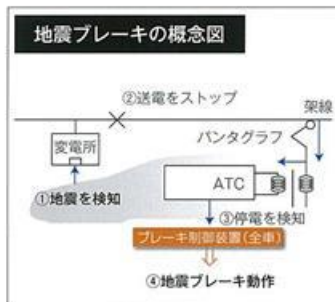 地震ブレーキの概念図
②送電をストップ
架線
パンタグラフ
変電所
ATC
①地震を検知
③停電を検知
ブレーキ制御装置(全車)
④地震ブレーキ動作